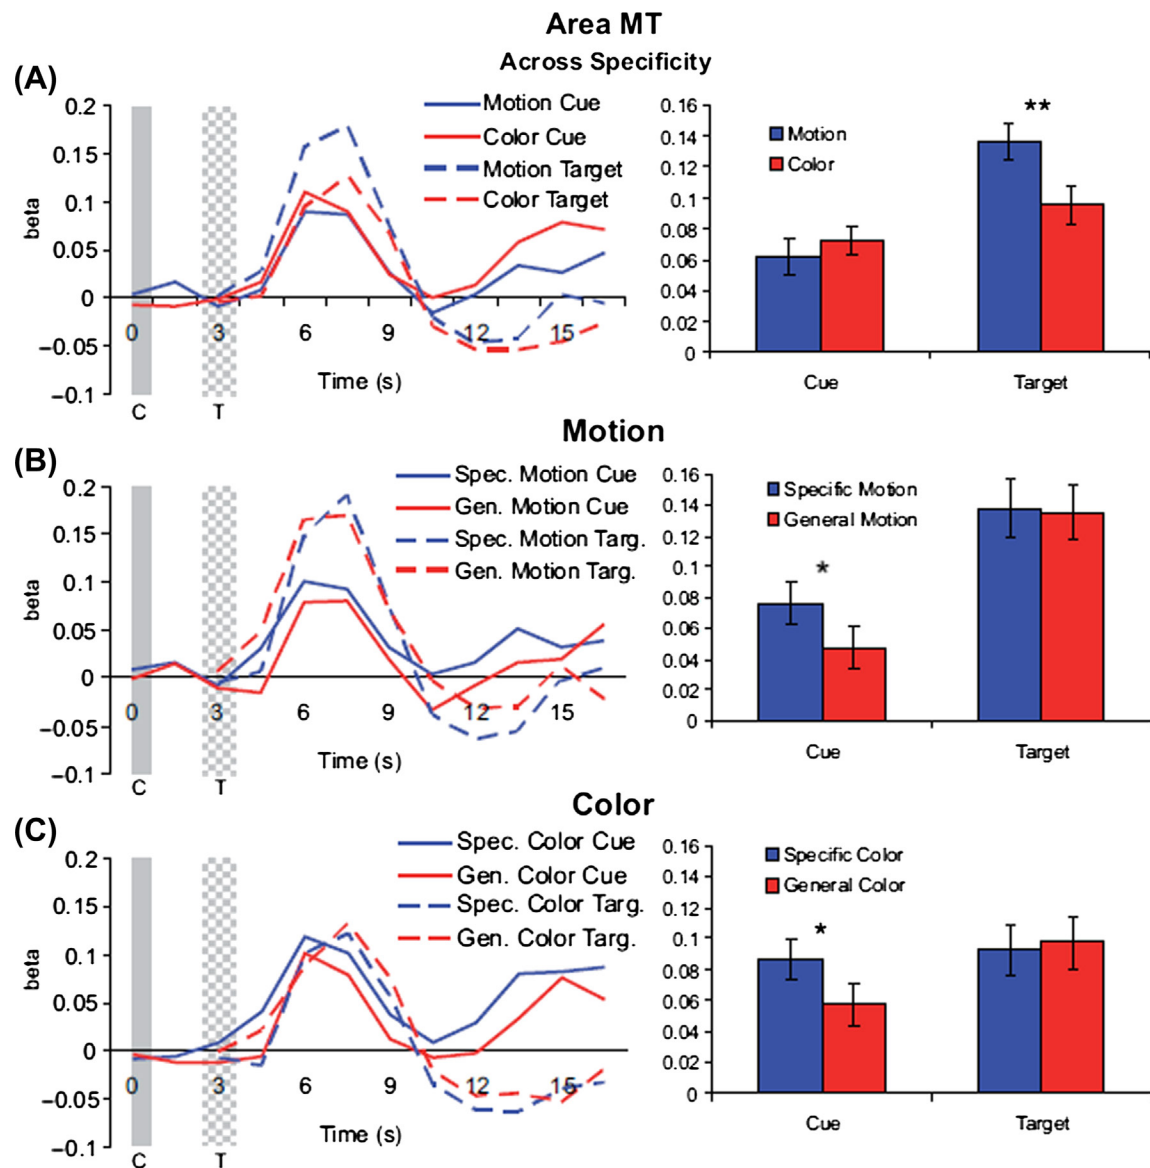 Area MT
Across Specificity
(A)
0.2
0.15
0.1
0.05
0
−0.05
−0.1
beta
Motion Cue
Color Cue
Motion Target
Color Target
0 3 6 9 12 15
Time (s)
C T
0.16
0.14
0.12
0.1
0.08
0.06
0.04
0.02
0
Motion
Color
**
Cue Target
Motion
(B)
0.2
0.15
0.1
0.05
0
−0.05
−0.1
beta
Spec. Motion Cue
Gen. Motion Cue
Spec. Motion Targ.
Gen. Motion Targ.
0 3 6 9 12 15
Time (s)
C T
0.16
0.14
0.12
0.1
0.08
0.06
0.04
0.02
0
Specific Motion
General Motion
*
Cue Target
Color
(C)
0.2
0.15
0.1
0.05
0
−0.05
−0.1
beta
Spec. Color Cue
Gen. Color Cue
Spec. Color Targ.
Gen. Color Targ.
0 3 6 9 12 15
Time (s)
C T
0.16
0.14
0.12
0.1
0.08
0.06
0.04
0.02
0
Specific Color
General Color
*
Cue Target